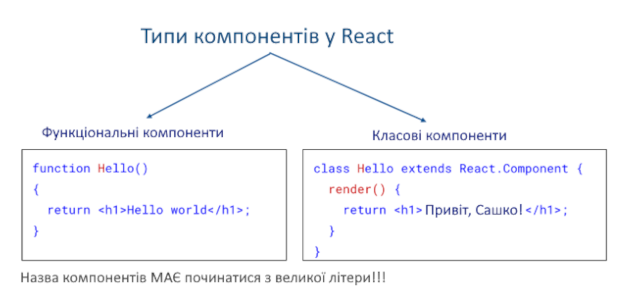 Типи компонентів у React
Функціональні компоненти
function Hello()
{
return <h1>Hello world</h1>;
}
Класові компоненти
class Hello extends React.Component {
render() {
return <h1>Привіт, Сашко!</h1>;
}
}
Назва компонентів МАЄ починатися з великої літери!!!